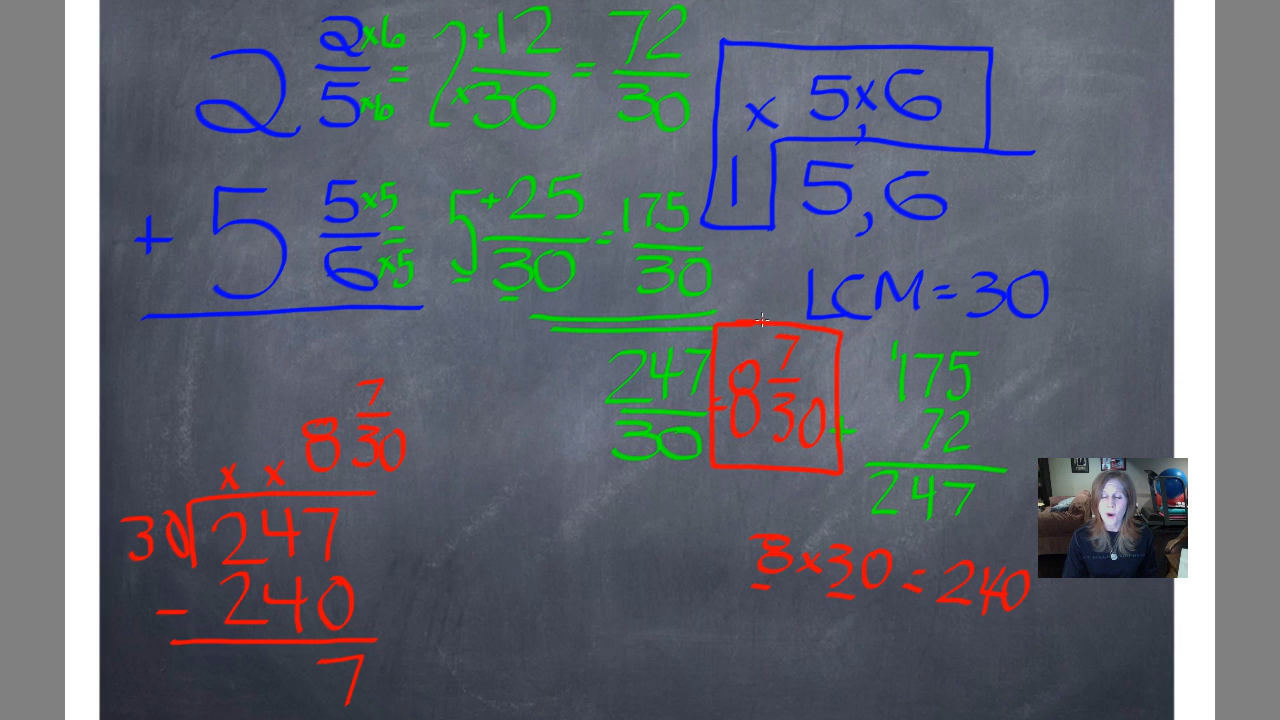 2 2/5 ×6/×6 = 2 +12/×30 = 72/30
+ 5 5/6 ×5/×5 = 5 +25/30 = 175/30
247/30 = 8 7/30
× 5,×6
1 5,6
LCM=30
1
175
+ 72
247
8×30=240
8 7/30
x x
30 247
- 240
7